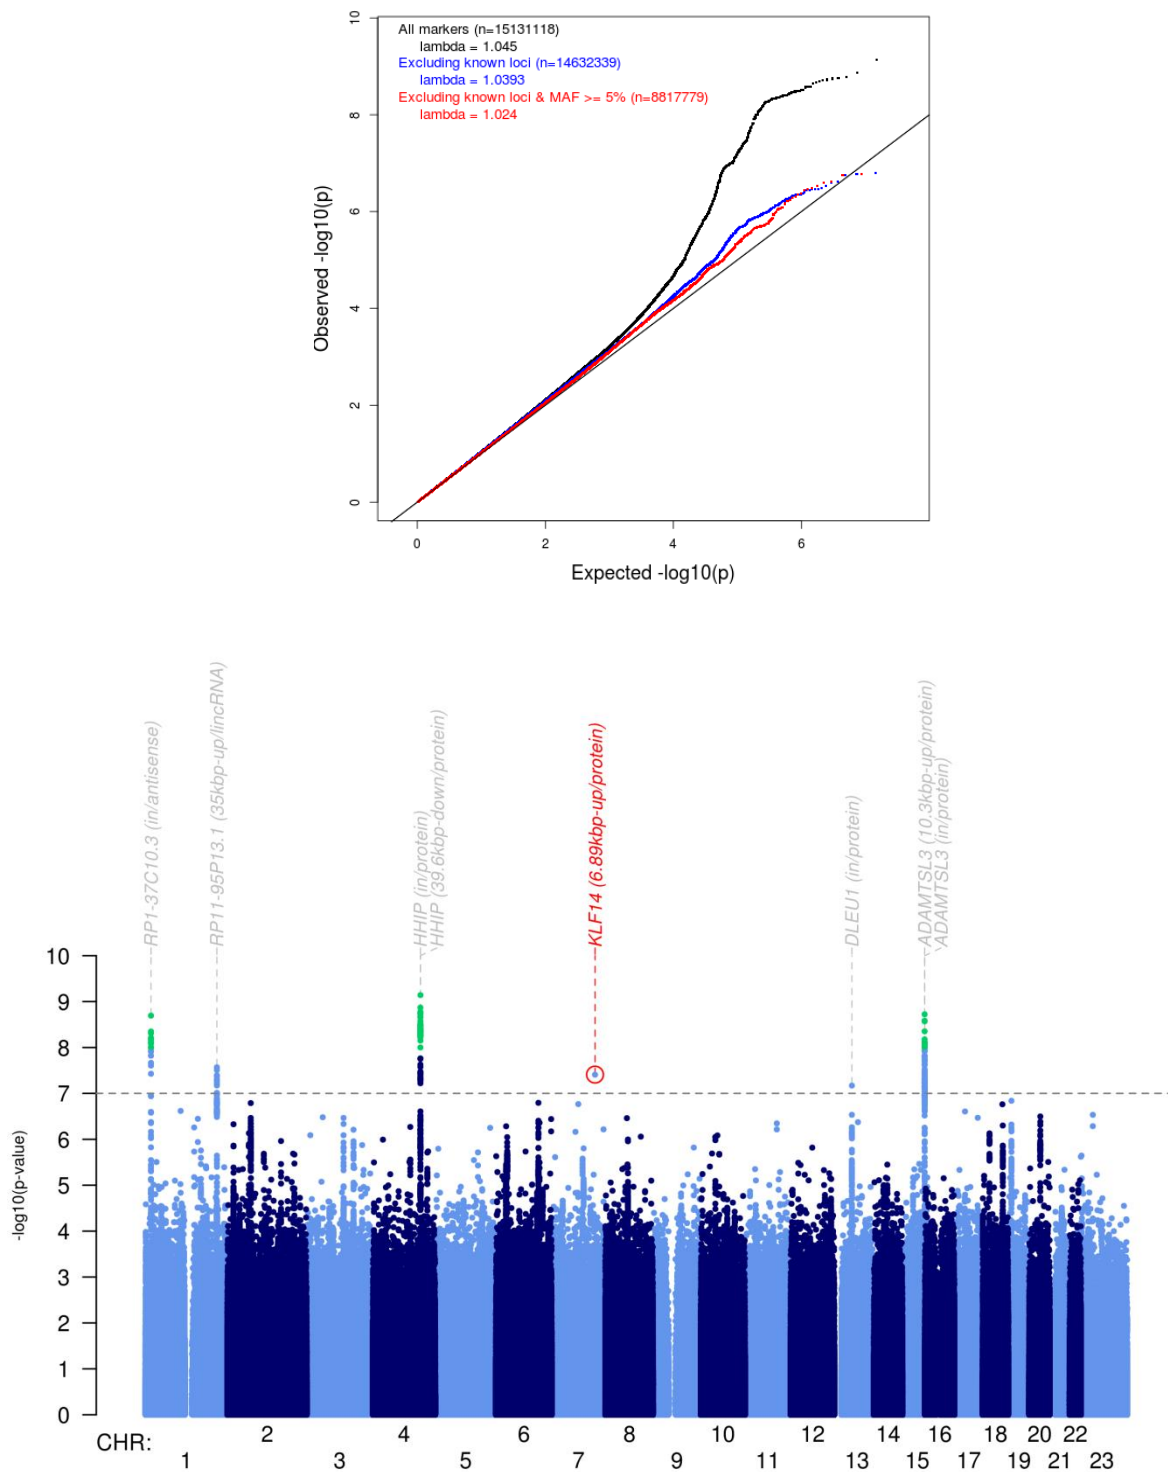 All markers (n=15131118)
lambda = 1.045
Excluding known loci (n=14632339)
lambda = 1.0393
Excluding known loci & MAF >= 5% (n=8817779)
lambda = 1.024
10
8
6
4
2
0
Observed -log10(p)
0 2 4 6
Expected -log10(p)
RP1-37C10.3 (in/antisense)
RP11-95P13.1 (35kbp-up/lincRNA)
HHIP (in/protein)
HHIP (39.6kbp-down/protein)
KLF14 (6.89kbp-up/protein)
DLEU1 (in/protein)
ADAMTSL3 (10.3kbp-up/protein)
ADAMTSL3 (in/protein)
10
9
8
7
6
5
4
3
2
1
0
-log10(p-value)
2 4 6 8 10 12 14 16 18 20 22
CHR:
1 3 5 7 9 11 13 15 17 19 21 23